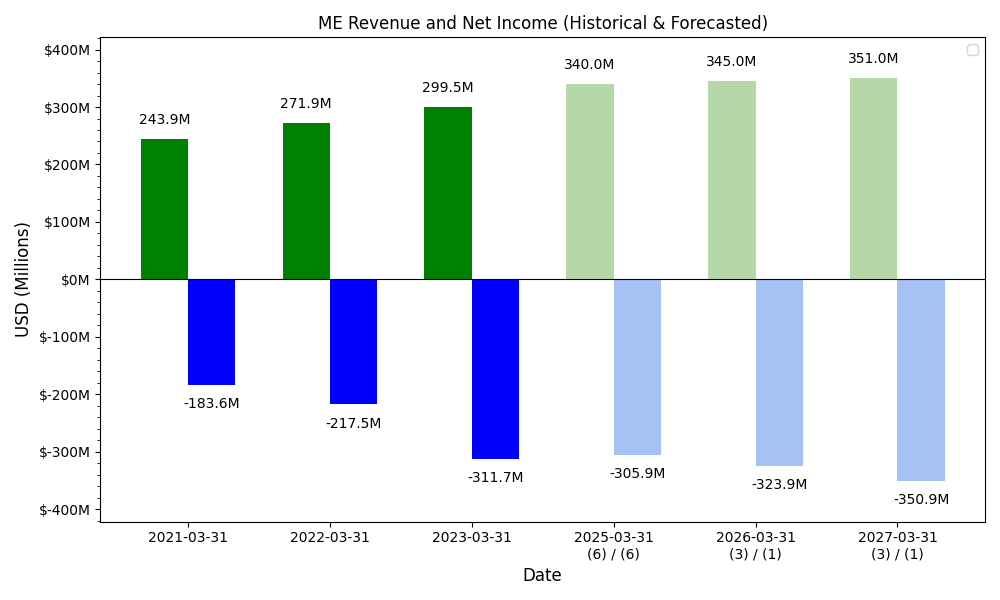 ME Revenue and Net Income (Historical & Forecasted)
USD (Millions)
$400M
$300M
$200M
$100M
$0M
$-100M
$-200M
$-300M
$-400M
243.9M
271.9M
299.5M
340.0M
345.0M
351.0M
-183.6M
-217.5M
-311.7M
-305.9M
-323.9M
-350.9M
2021-03-31
2022-03-31
2023-03-31
2025-03-31
(6) / (6)
2026-03-31
(3) / (1)
2027-03-31
(3) / (1)
Date